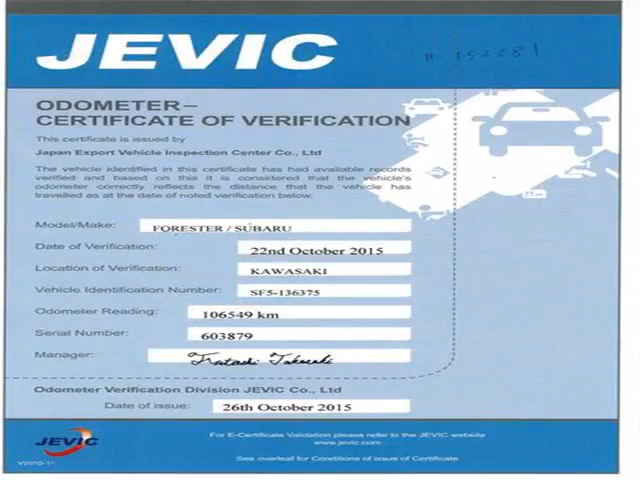 JEVIC
# 152281
ODOMETER–
CERTIFICATE OF VERIFICATION
This certificate is issued by
Japan Export Vehicle Inspection Center Co., Ltd
The vehicle identified in this certificate has had available records
verified and based on this it is considered that the vehicle's
odometer correctly reflects the distance that the vehicle has
travelled as at the date of noted verification below.
Model/Make: FORESTER / SUBARU
Date of Verification: 22nd October 2015
Location of Verification: KAWASAKI
Vehicle Identification Number: SF5-136375
Odometer Reading: 106549 km
Serial Number: 603879
Manager:
Odometer Verification Division JEVIC Co., Ltd
Date of issue: 26th October 2015
JEVIC
For E-Certificate Validation please refer to the JEVIC website
www.jevic.com
See overleaf for Conditions of issue of Certificate